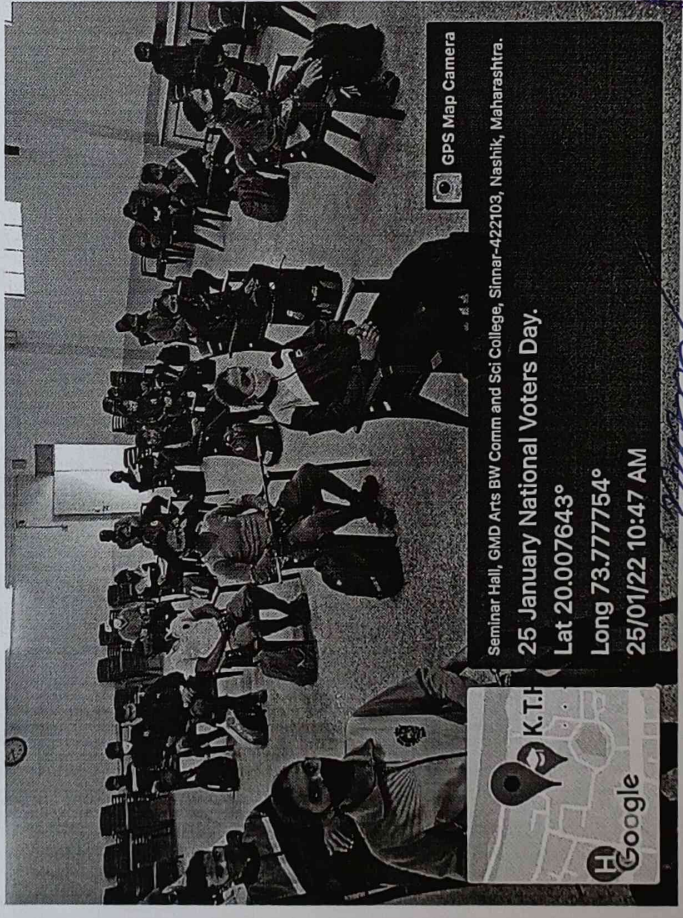 GPS Map Camera
Seminar Hall, GMD Arts BW Comm and Sci College, Sinnar-422103, Nashik, Maharashtra.
25 January National Voters Day.
Lat 20.007643°
Long 73.777754°
25/01/22 10:47 AM
K.T.H
H
Google